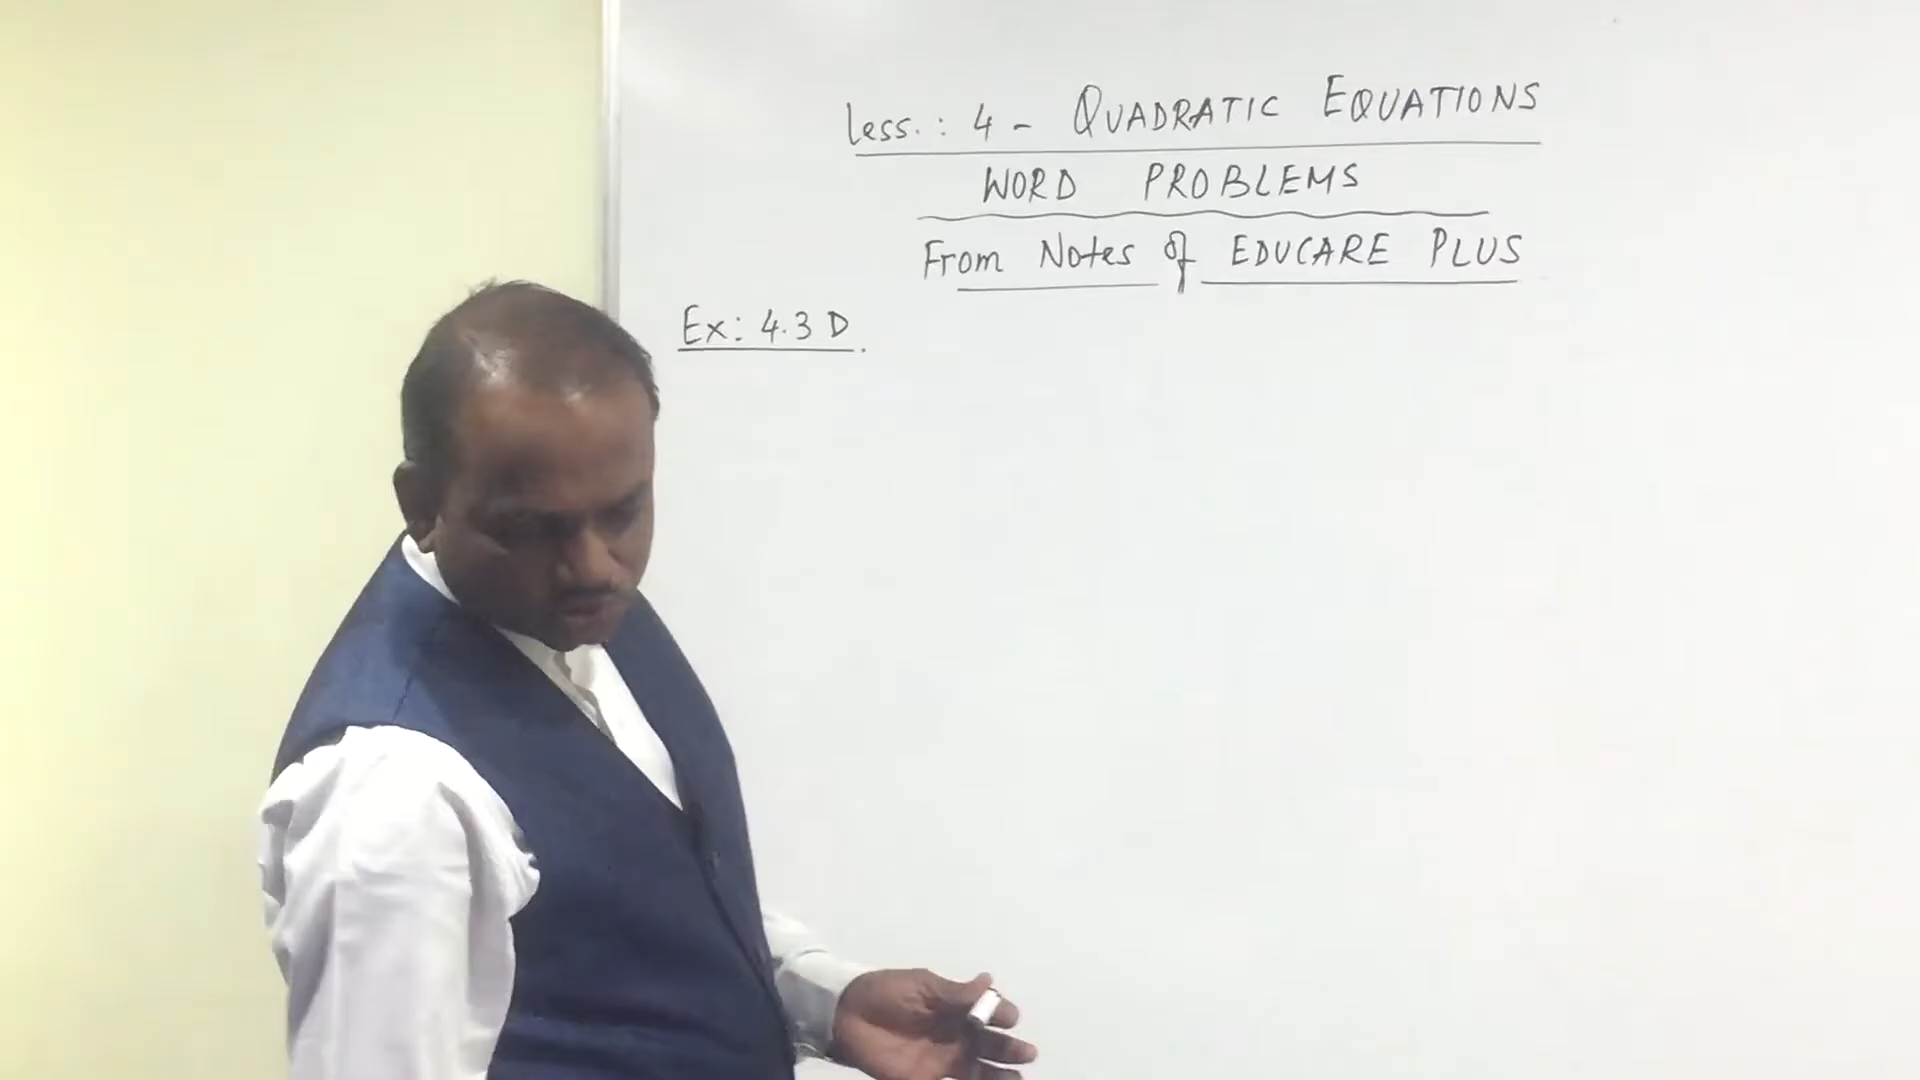 Less.: 4 - QUADRATIC EQUATIONS
WORD PROBLEMS
From Notes of EDUCARE PLUS
Ex: 4.3 D.